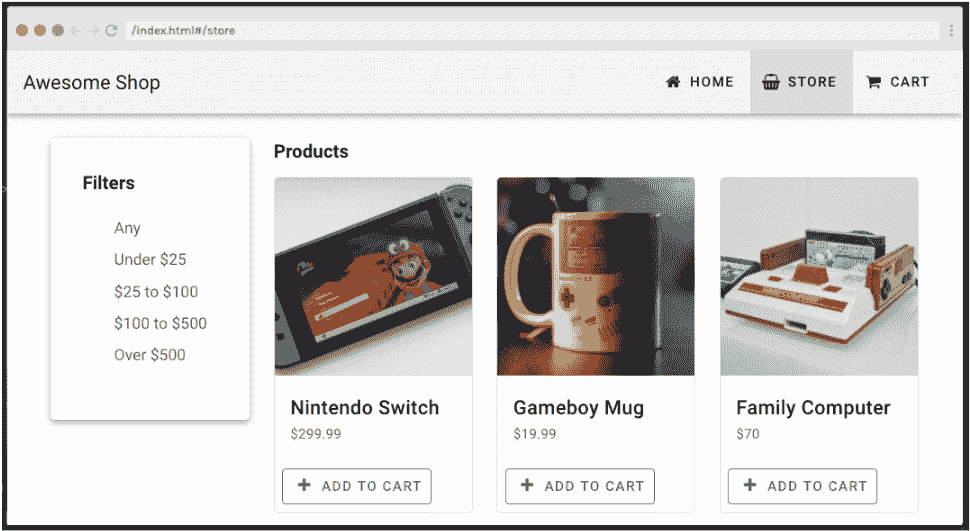 /index.html#/store
Awesome Shop
HOME
STORE
CART
Filters
Any
Under $25
$25 to $100
$100 to $500
Over $500
Products
Nintendo Switch
$299.99
ADD TO CART
Gameboy Mug
$19.99
ADD TO CART
Family Computer
$70
ADD TO CART